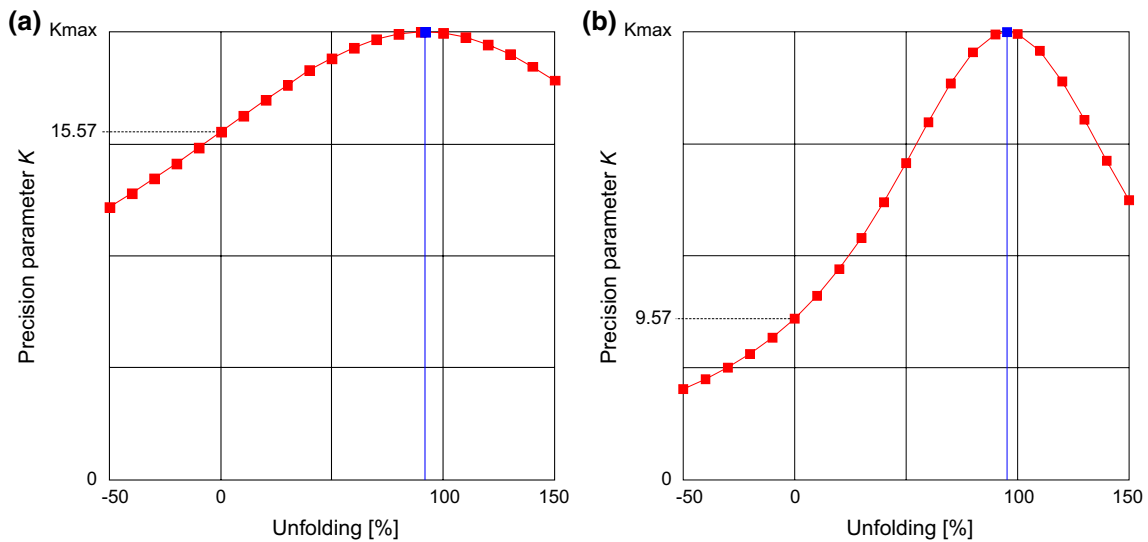 (a)
Kmax
15.57
0
Precision parameter K
-50 0 50 100 150
Unfolding [%]
(b)
Kmax
9.57
0
Precision parameter K
-50 0 100 150
Unfolding [%]